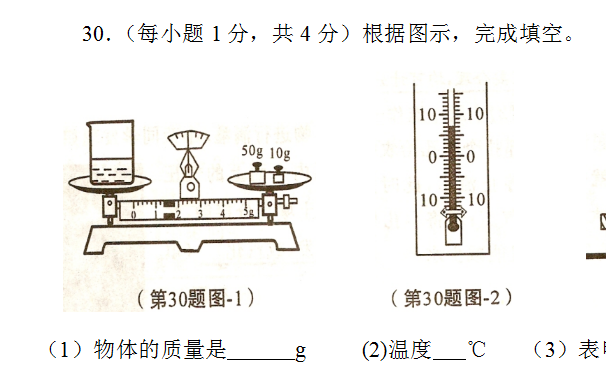 30.（每小题 1 分，共 4 分）根据图示，完成填空。
50g 10g
0 1 2 3 4 5g
10 10
0 0
10 10
（第30题图-1）
（第30题图-2）
（1）物体的质量是______g (2)温度___℃ （3）表